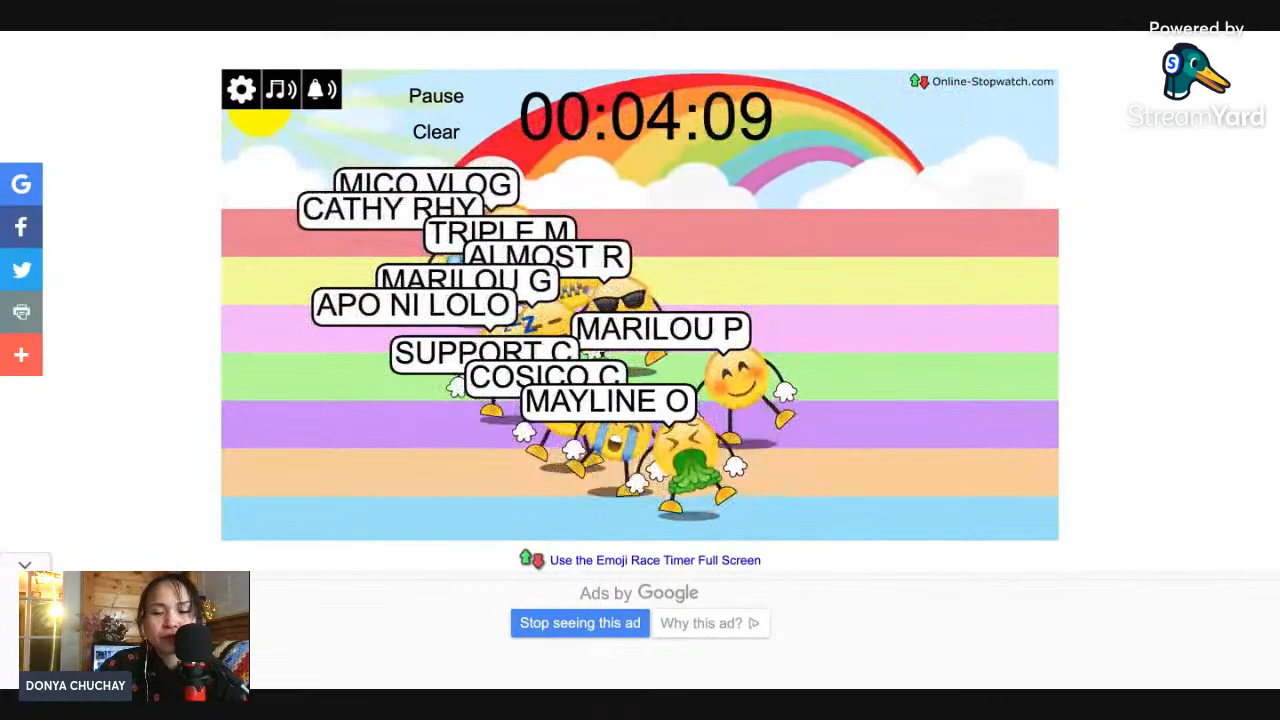 Powered by
S
StreamYard
Pause
Clear
00:04:09
Online-Stopwatch.com
MICO VLOG
CATHY RHY
TRIPLE M
ALMOST R
MARILOU G
APO NI LOLO
MARILOU P
SUPPORT C
COSICO C
MAYLINE O
ZZ
G
f
Use the Emoji Race Timer Full Screen
Ads by Google
Stop seeing this ad
Why this ad?
DONYA CHUCHAY